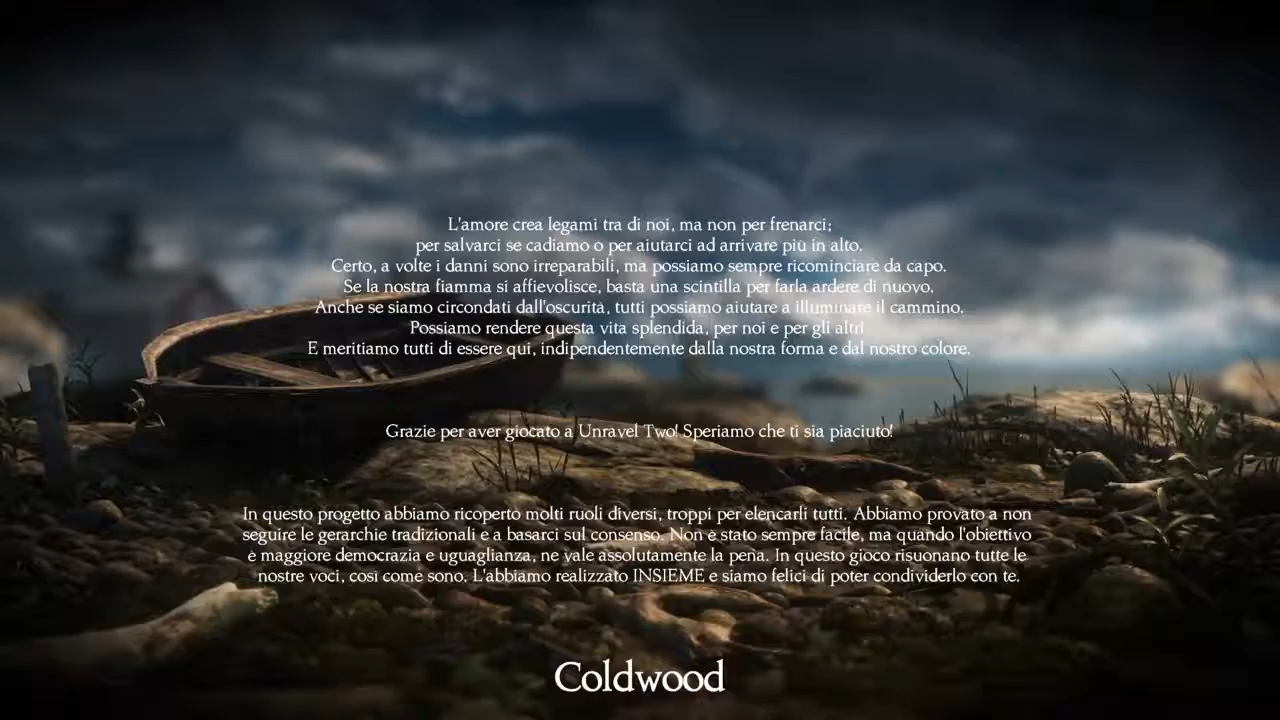 L'amore crea legami tra di noi, ma non per frenarci;
per salvarci se cadiamo o per aiutarci ad arrivare più in alto.
Certo, a volte i danni sono irreparabili, ma possiamo sempre ricominciare da capo.
Se la nostra fiamma si affievolisce, basta una scintilla per farla ardere di nuovo.
Anche se siamo circondati dall'oscurità, tutti possiamo aiutare a illuminare il cammino.
Possiamo rendere questa vita splendida, per noi e per gli altri
E meritiamo tutti di essere qui, indipendentemente dalla nostra forma e dal nostro colore.
Grazie per aver giocato a Unravel Two! Speriamo che ti sia piaciuto!
In questo progetto abbiamo ricoperto molti ruoli diversi, troppi per elencarli tutti. Abbiamo provato a non
seguire le gerarchie tradizionali e a basarci sul consenso. Non è stato sempre facile, ma quando l'obiettivo
è maggiore democrazia e uguaglianza, ne vale assolutamente la pena. In questo gioco risuonano tutte le
nostre voci, così come sono. L'abbiamo realizzato INSIEME e siamo felici di poter condividerlo con te.
Coldwood